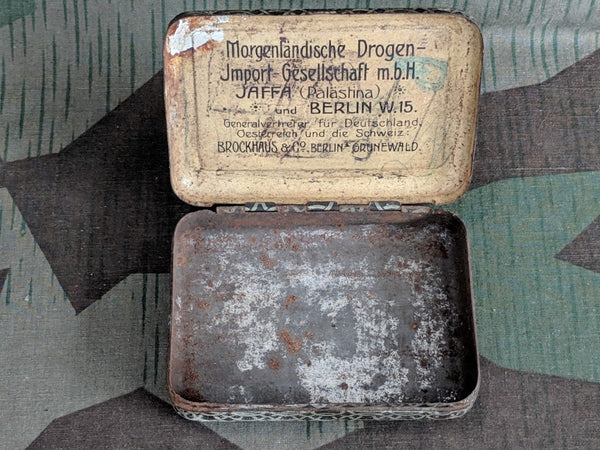 Morgenländische Drogen-
Jmport-Gesellschaft m.b.H.
JAFFA (Palästina)
und BERLIN W. 15.
Generalvertreter für Deutschland,
Oesterreich und die Schweiz:
BROCKHAUS & Co. BERLIN-GRUNEWALD.